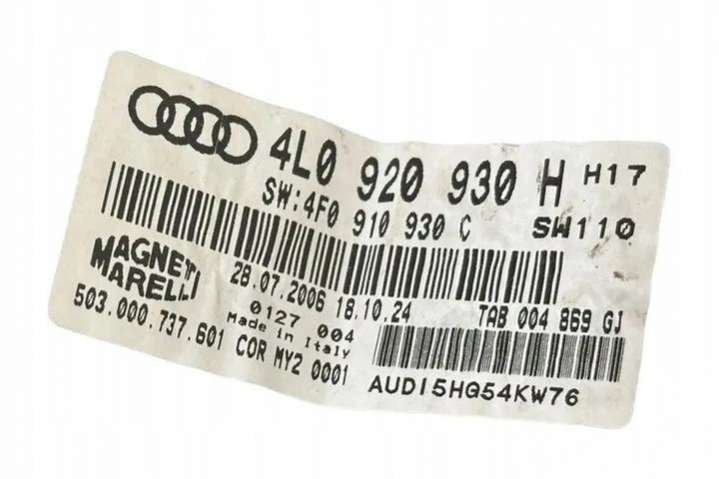 4L0 920 930 H H17
SW:4F0 910 930 C SW110
MAGNETI
MARELLI
28.07.2006 18.10.24 TAB 004 869 GJ
0127 004
Made in Italy
503.000.737.601 COR MY2 0001
AUDI5HG54KW76